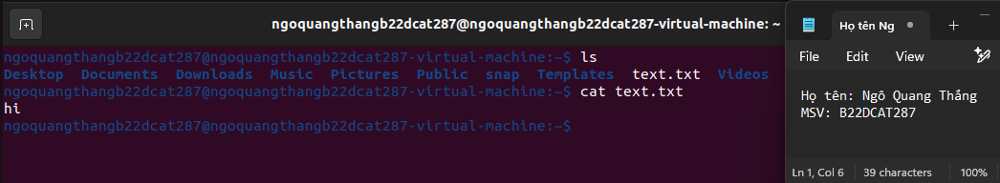 ngoquangthangb22dcat287@ngoquangthangb22dcat287-virtual-machine: ~
ngoquangthangb22dcat287@ngoquangthangb22dcat287-virtual-machine:~$ ls
Desktop Documents Downloads Music Pictures Public snap Templates text.txt Videos
ngoquangthangb22dcat287@ngoquangthangb22dcat287-virtual-machine:~$ cat text.txt
hi
ngoquangthangb22dcat287@ngoquangthangb22dcat287-virtual-machine:~$
Họ tên Ng
File Edit View
Họ tên: Ngô Quang Thắng
MSV: B22DCAT287
Ln 1, Col 6 39 characters 100%